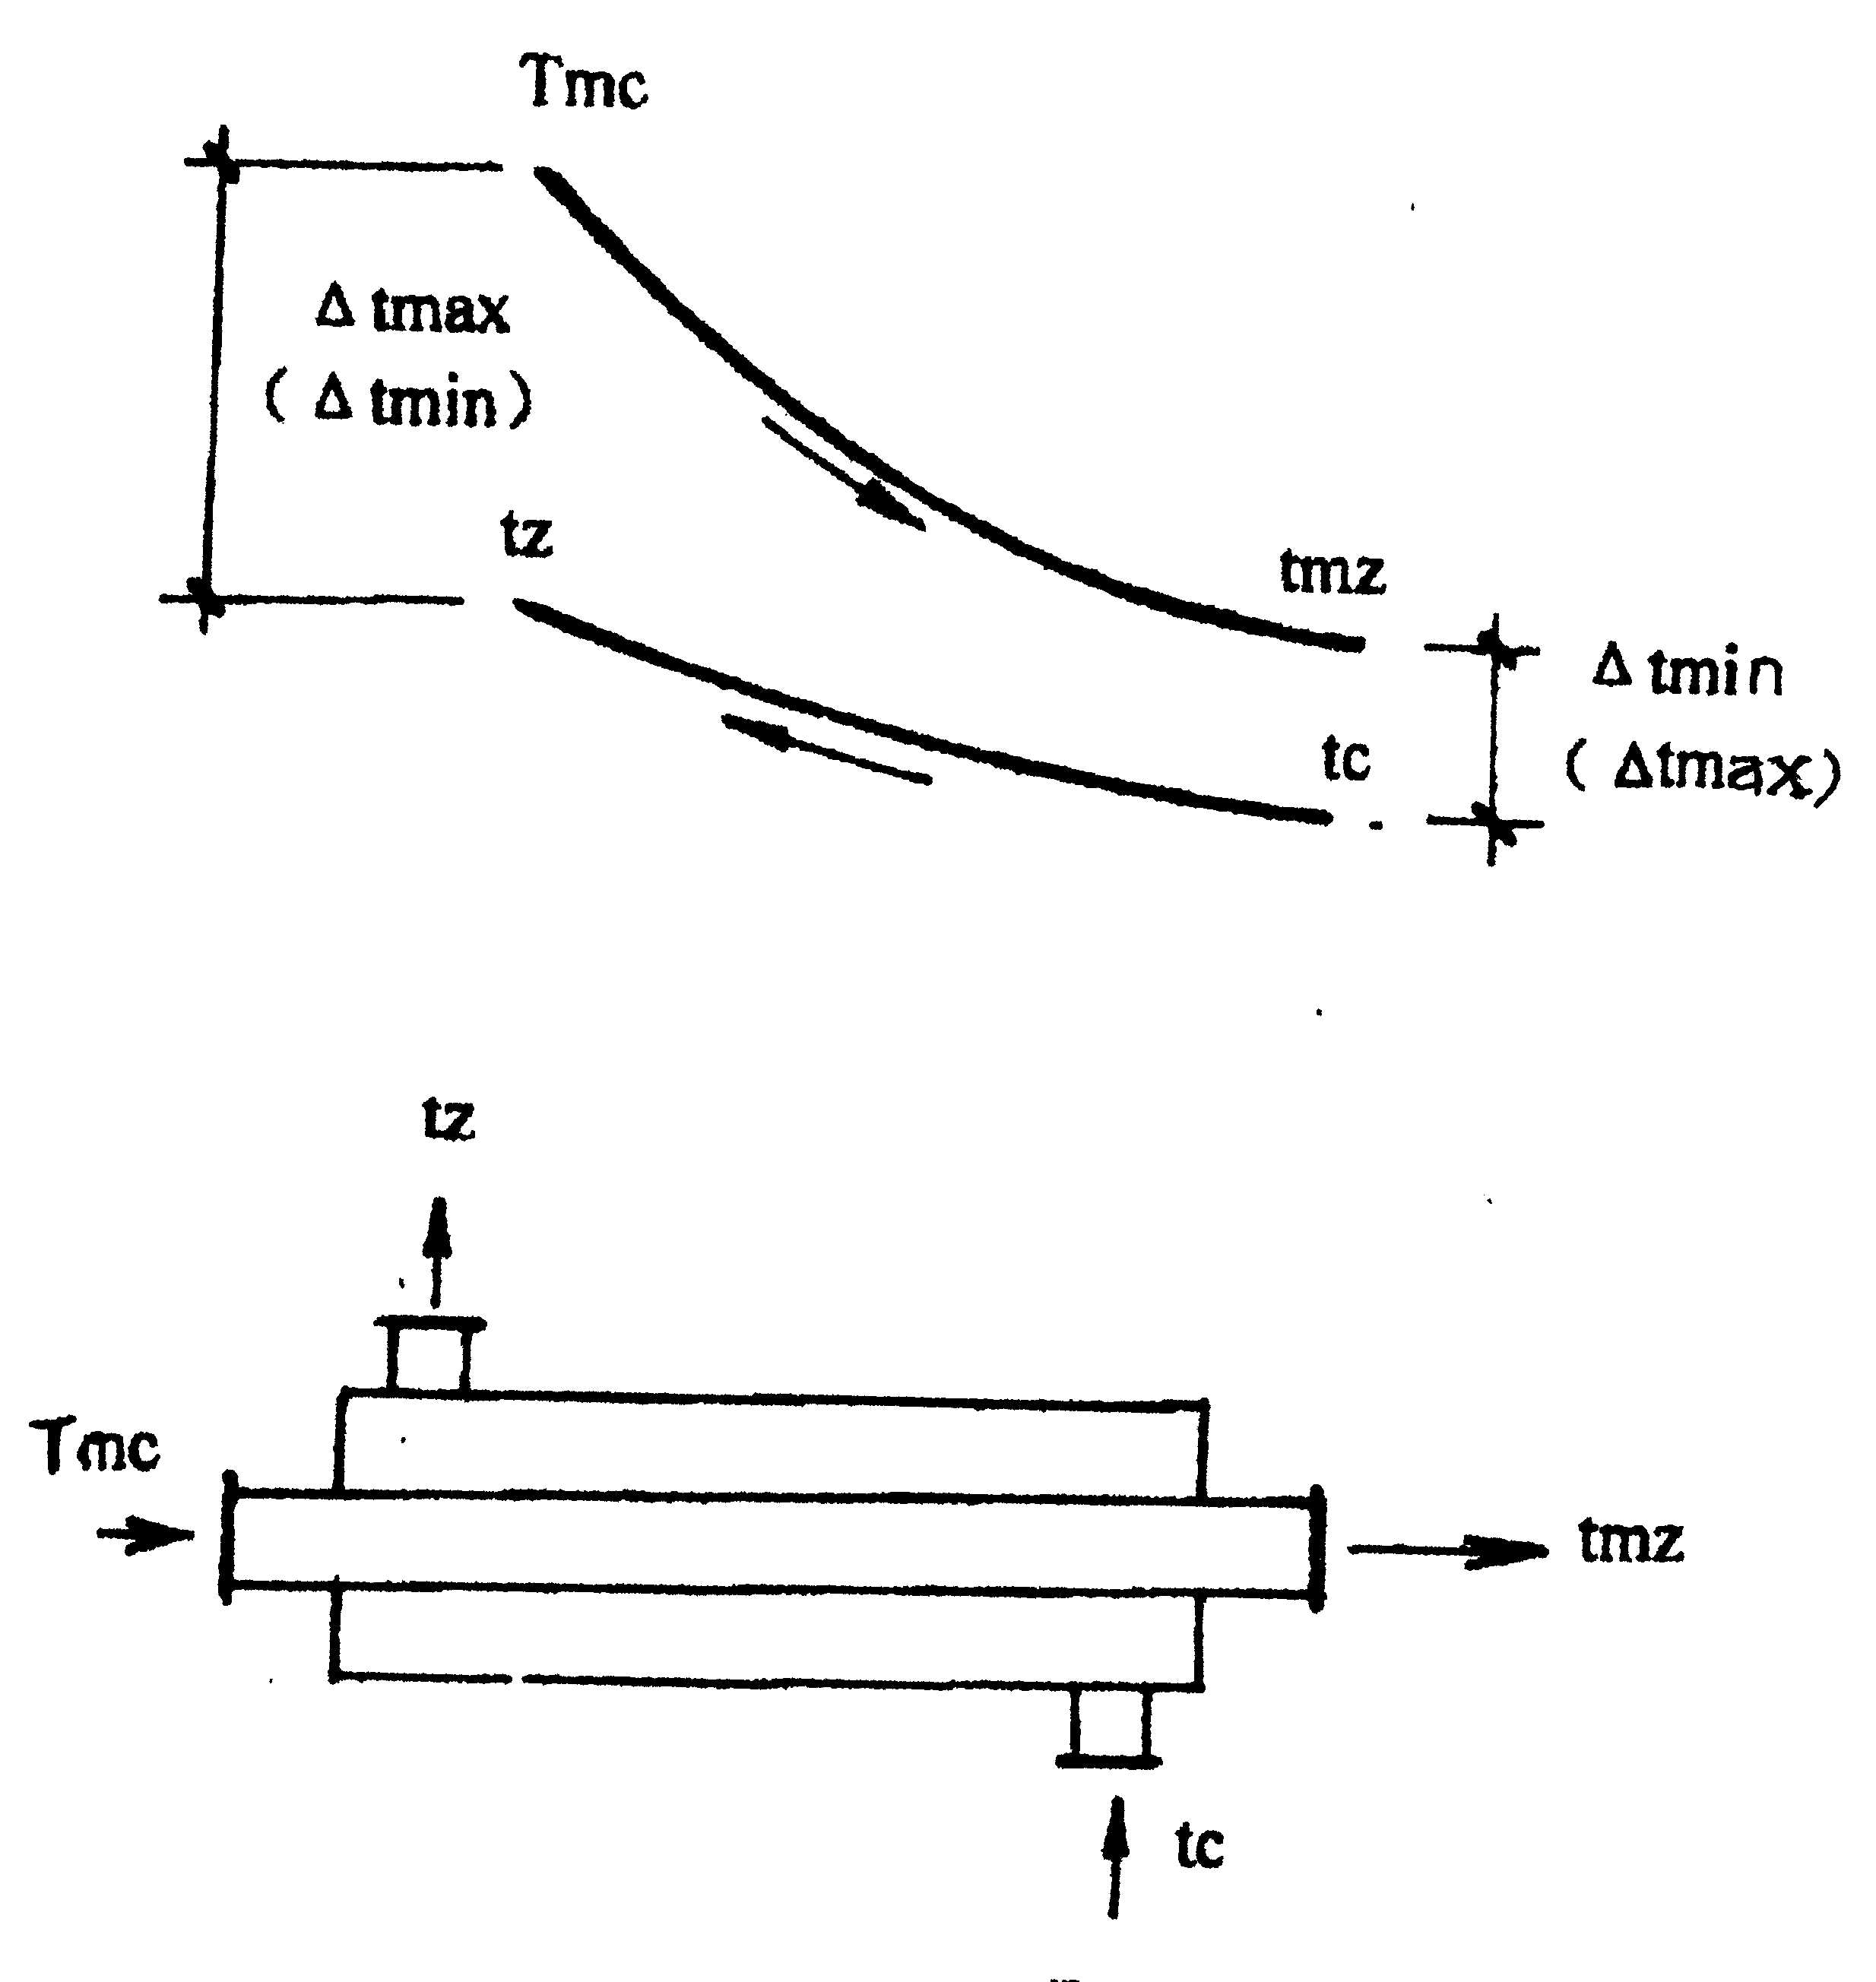 Tmc
Δ tmax
( Δ tmin )
tz
tmz
Δ tmin
tc
( Δtmax )
tz
Tmc
tmz
tc